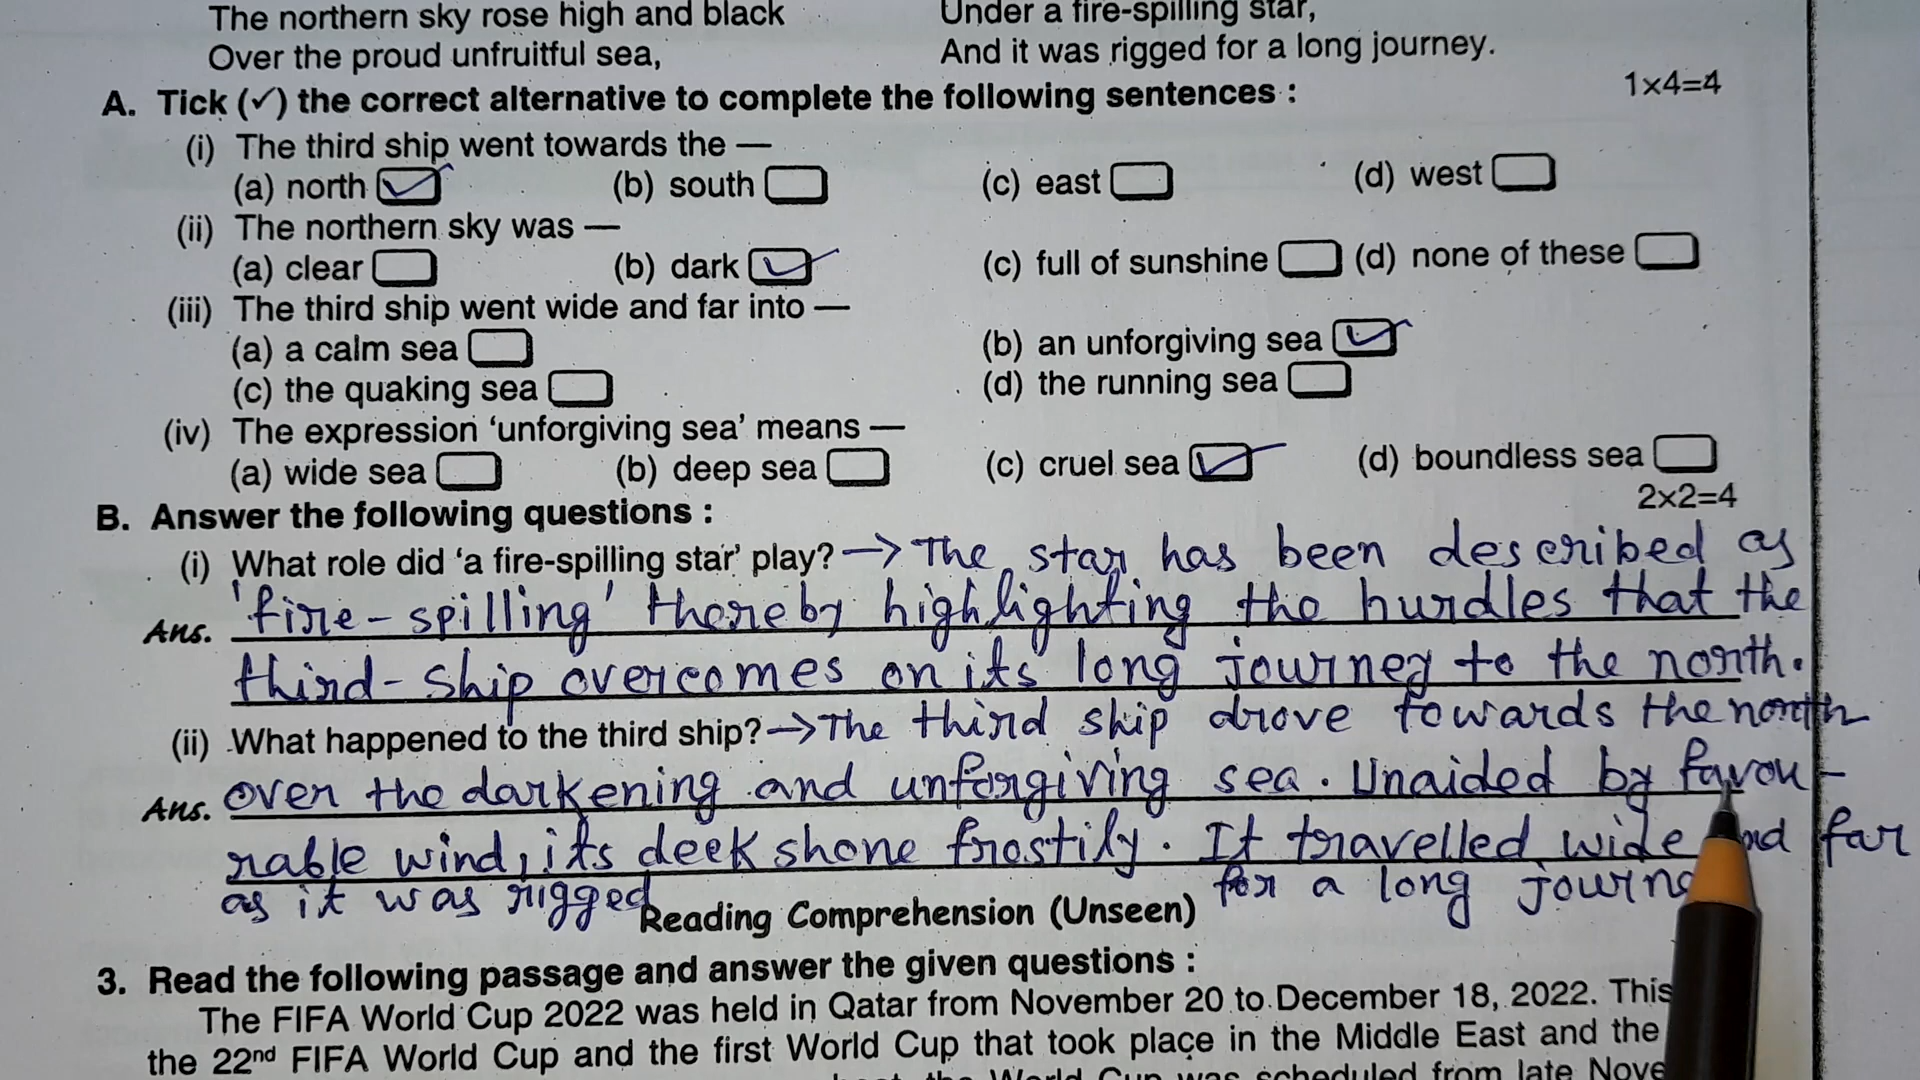 The northern sky rose high and black
Under a fire-spilling star,
Over the proud unfruitful sea,
And it was rigged for a long journey.
A. Tick (✓) the correct alternative to complete the following sentences :
1×4=4
(i) The third ship went towards the —
(a) north (b) south (c) east (d) west
(ii) The northern sky was —
(a) clear (b) dark (c) full of sunshine (d) none of these
(iii) The third ship went wide and far into —
(a) a calm sea (b) an unforgiving sea
(c) the quaking sea (d) the running sea
(iv) The expression ‘unforgiving sea’ means —
(a) wide sea (b) deep sea (c) cruel sea (d) boundless sea
B. Answer the following questions :
2×2=4
(i) What role did ‘a fire-spilling star’ play? → The star has been described as
Ans. 'fire-spilling' thereby highlighting the hurdles that the
third-ship overcomes on its long journey to the north.
(ii) What happened to the third ship? → The third ship drove towards the north
Ans. over the darkening and unforgiving sea. Unaided by favou-
rable wind, its deck shone frostily. It travelled wide and far
as it was rigged for a long
Reading Comprehension (Unseen)
3. Read the following passage and answer the given questions :
The FIFA World Cup 2022 was held in Qatar from November 20 to December 18, 2022. This
the 22nd FIFA World Cup and the first World Cup that took place in the Middle East and the
the World Cup was scheduled from late